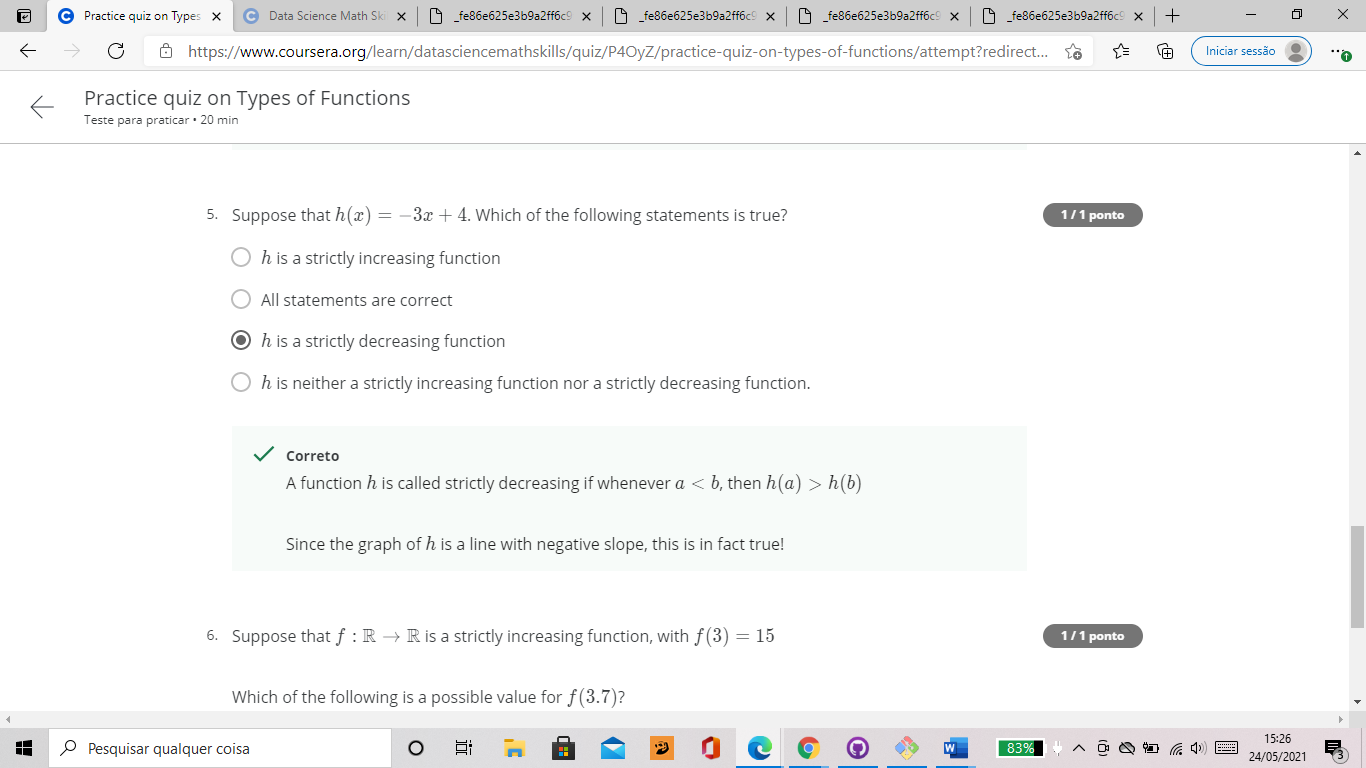 Practice quiz on Types
Data Science Math Ski
_fe86e625e3b9a2ff6c9
_fe86e625e3b9a2ff6c9
_fe86e625e3b9a2ff6c9
_fe86e625e3b9a2ff6c9
https://www.coursera.org/learn/datasciencemathskills/quiz/P4OyZ/practice-quiz-on-types-of-functions/attempt?redirect...
Iniciar sessão
Practice quiz on Types of Functions
Teste para praticar • 20 min
5. Suppose that h(x) = −3x + 4. Which of the following statements is true?
1 / 1 ponto
h is a strictly increasing function
All statements are correct
h is a strictly decreasing function
h is neither a strictly increasing function nor a strictly decreasing function.
Correto
A function h is called strictly decreasing if whenever a < b, then h(a) > h(b)
Since the graph of h is a line with negative slope, this is in fact true!
6. Suppose that f : ℝ → ℝ is a strictly increasing function, with f(3) = 15
1 / 1 ponto
Which of the following is a possible value for f(3.7)?
Pesquisar qualquer coisa
83%
15:26
24/05/2021
3